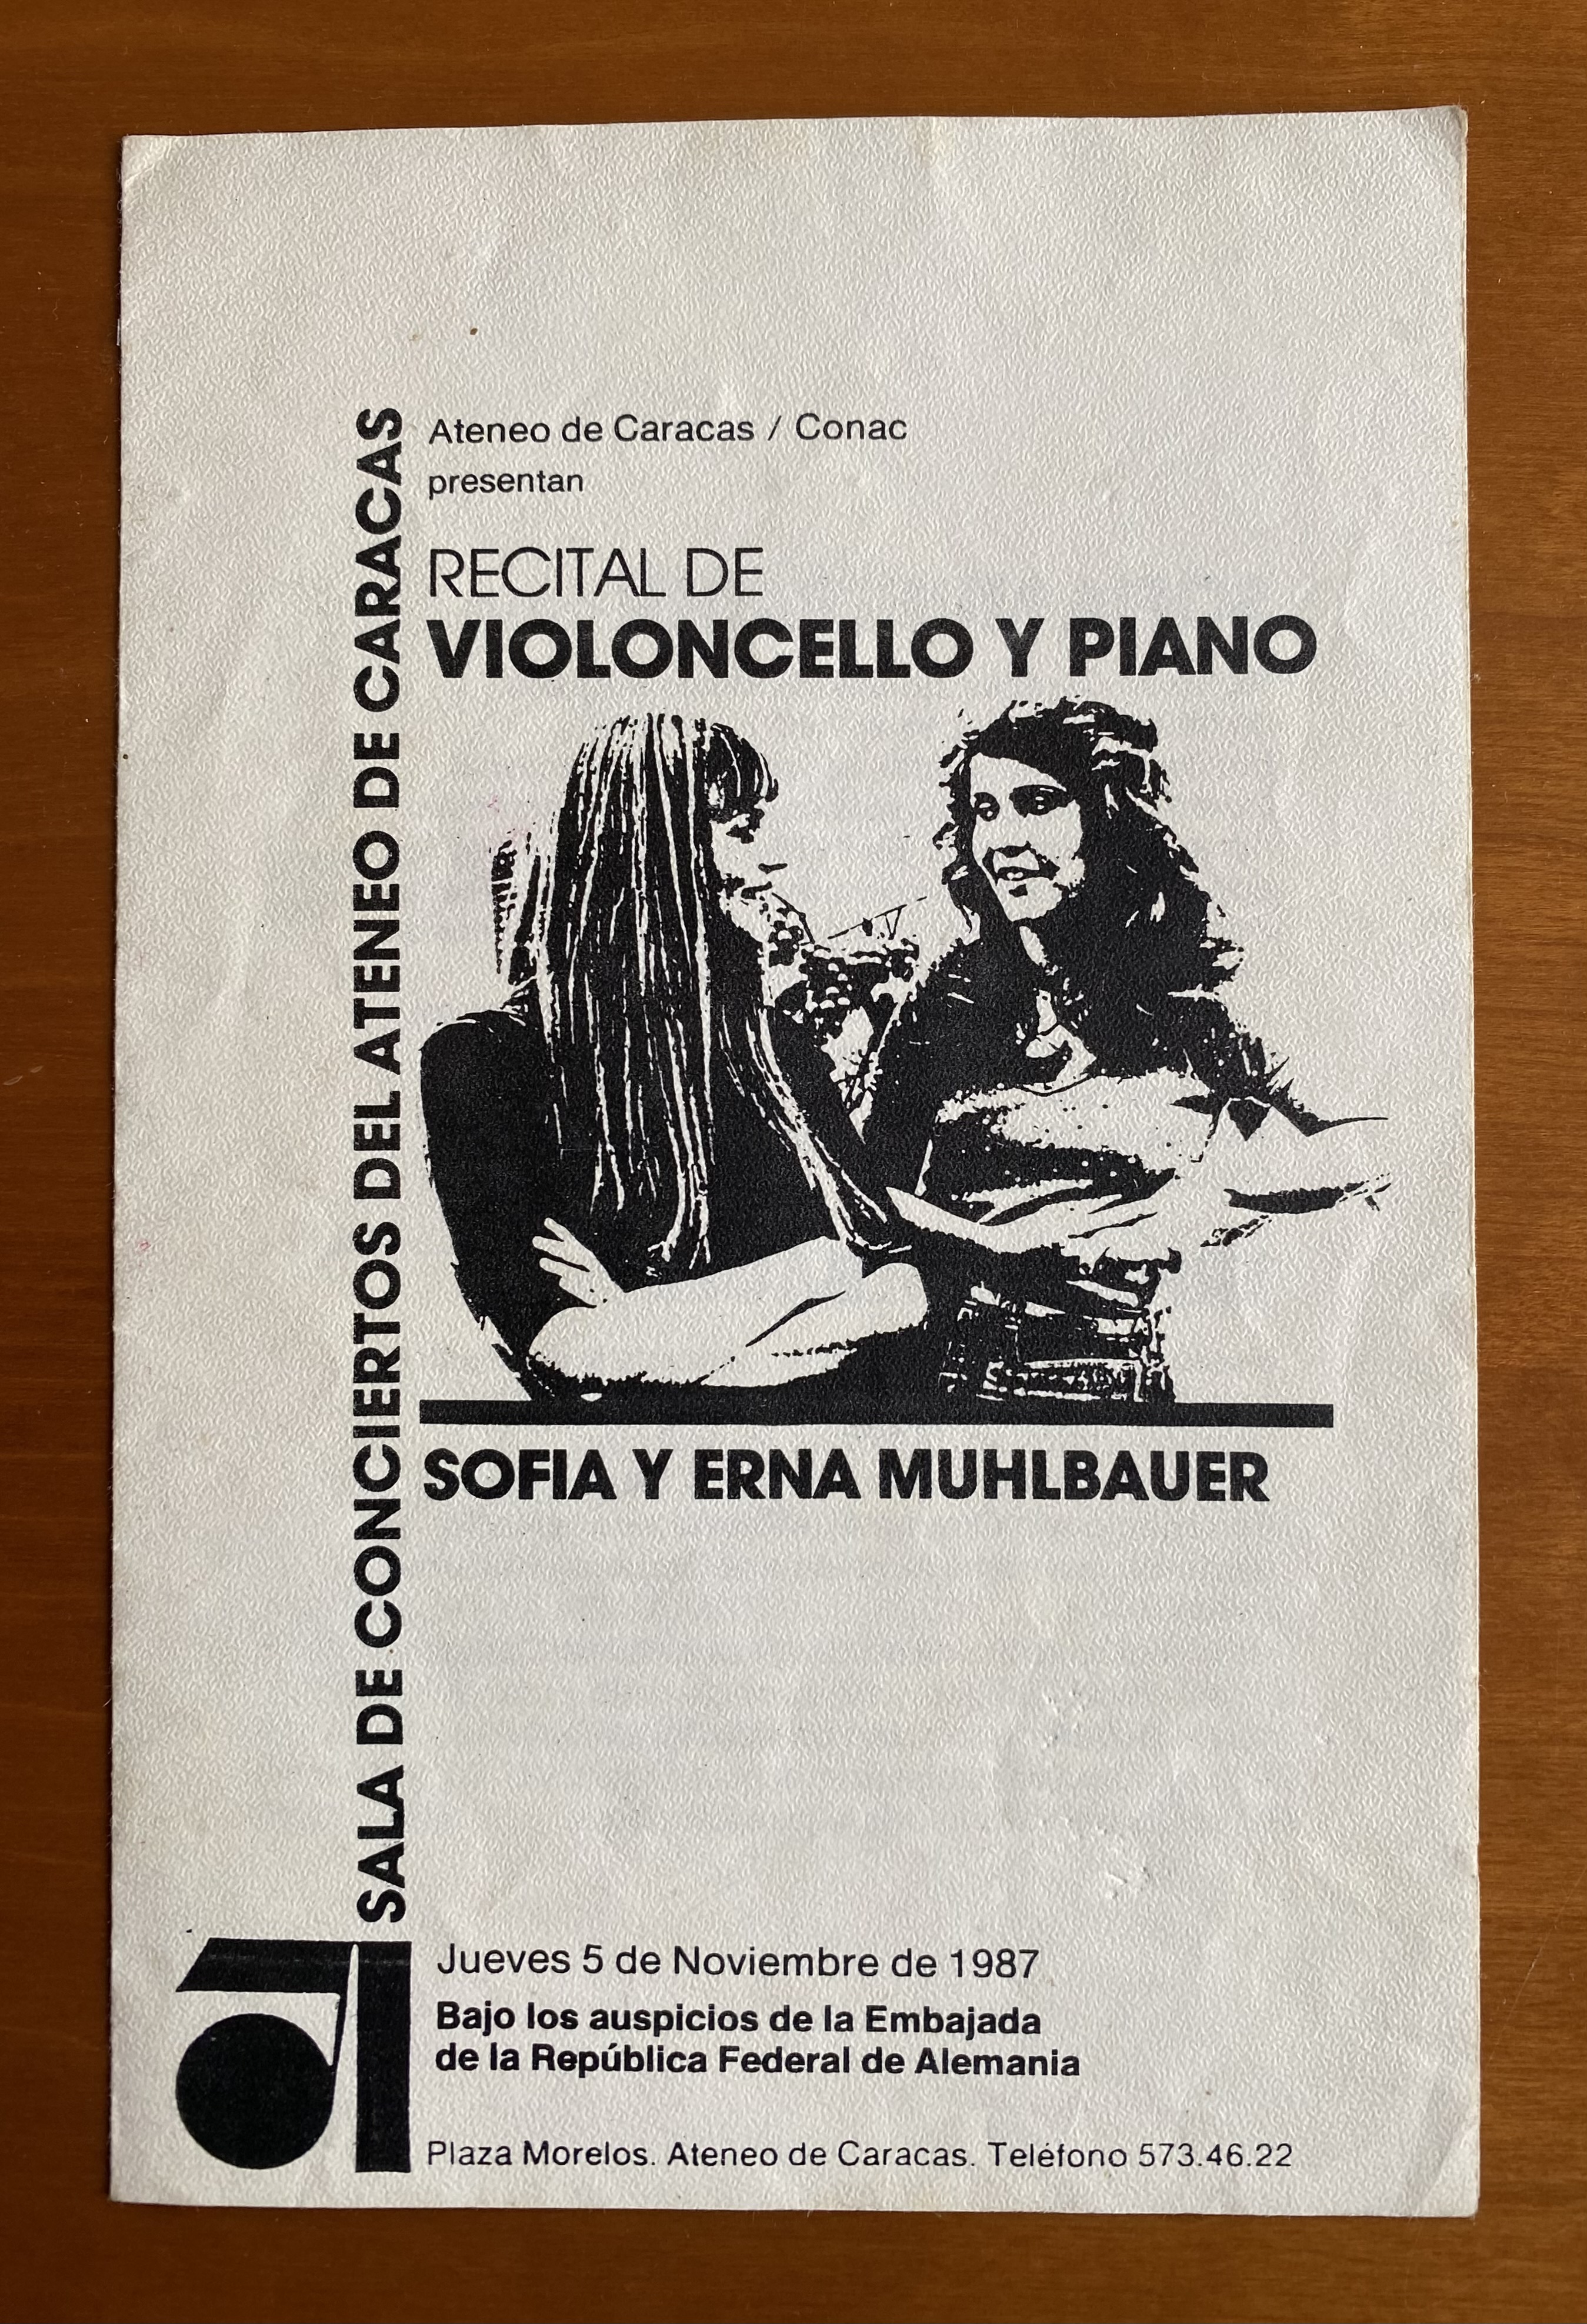 Ateneo de Caracas / Conac
presentan
RECITAL DE
VIOLONCELLO Y PIANO
SALA DE CONCIERTOS DEL ATENEO DE CARACAS
SOFIA Y ERNA MUHLBAUER
Jueves 5 de Noviembre de 1987
Bajo los auspicios de la Embajada
de la República Federal de Alemania
Plaza Morelos. Ateneo de Caracas. Teléfono 573.46.22